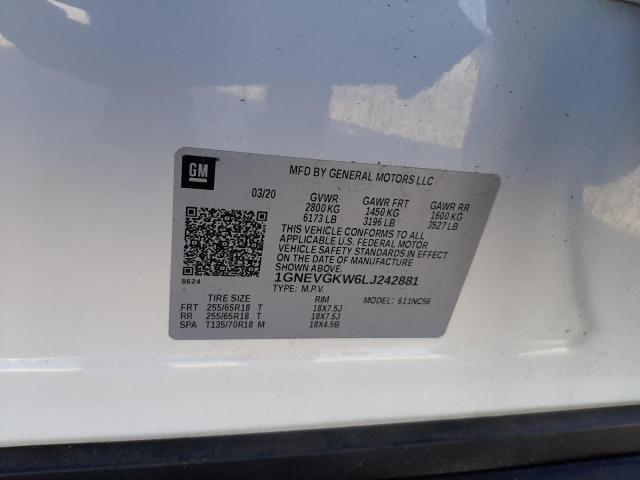 GM
MFD BY GENERAL MOTORS LLC
03/20 GVWR GAWR FRT GAWR RR
2800 KG 1450 KG 1600 KG
6173 LB 3196 LB 3527 LB
THIS VEHICLE CONFORMS TO ALL
APPLICABLE U.S. FEDERAL MOTOR
VEHICLE SAFETY STANDARDS IN EFFECT
ON THE DATE OF MANUFACTURE SHOWN ABOVE.
1GNEVGKW6LJ242881
8624 TYPE: M.P.V. MODEL: 611NC56
TIRE SIZE RIM
FRT 255/65R18 T 18X7.5J
RR 255/65R18 T 18X7.5J
SPA T135/70R18 M 18X4.5B